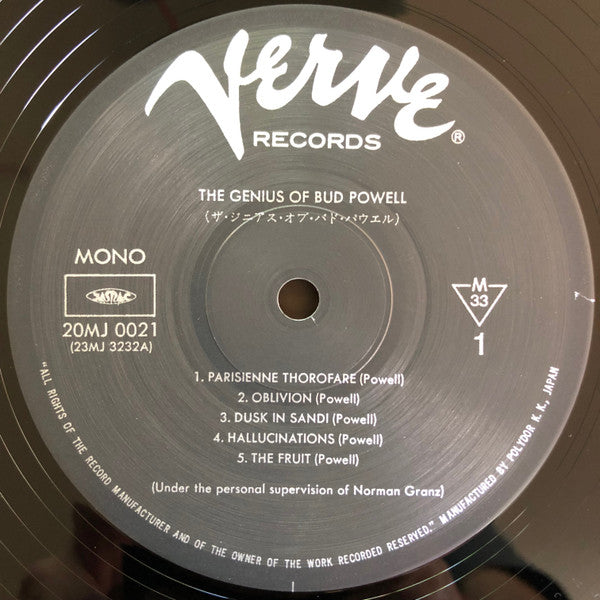 Verve
RECORDS ®
THE GENIUS OF BUD POWELL
(ザ・ジニアス・オブ・バド・パウエル)
MONO
JASRAC
20MJ 0021
(23MJ 3232A)
M
33
1
1. PARISIENNE THOROFARE (Powell)
2. OBLIVION (Powell)
3. DUSK IN SANDI (Powell)
4. HALLUCINATIONS (Powell)
5. THE FRUIT (Powell)
(Under the personal supervision of Norman Granz)
"ALL RIGHTS OF THE RECORD MANUFACTURER AND OF THE OWNER OF THE WORK RECORDED RESERVED." MANUFACTURED BY POLYDOR K. K., JAPAN